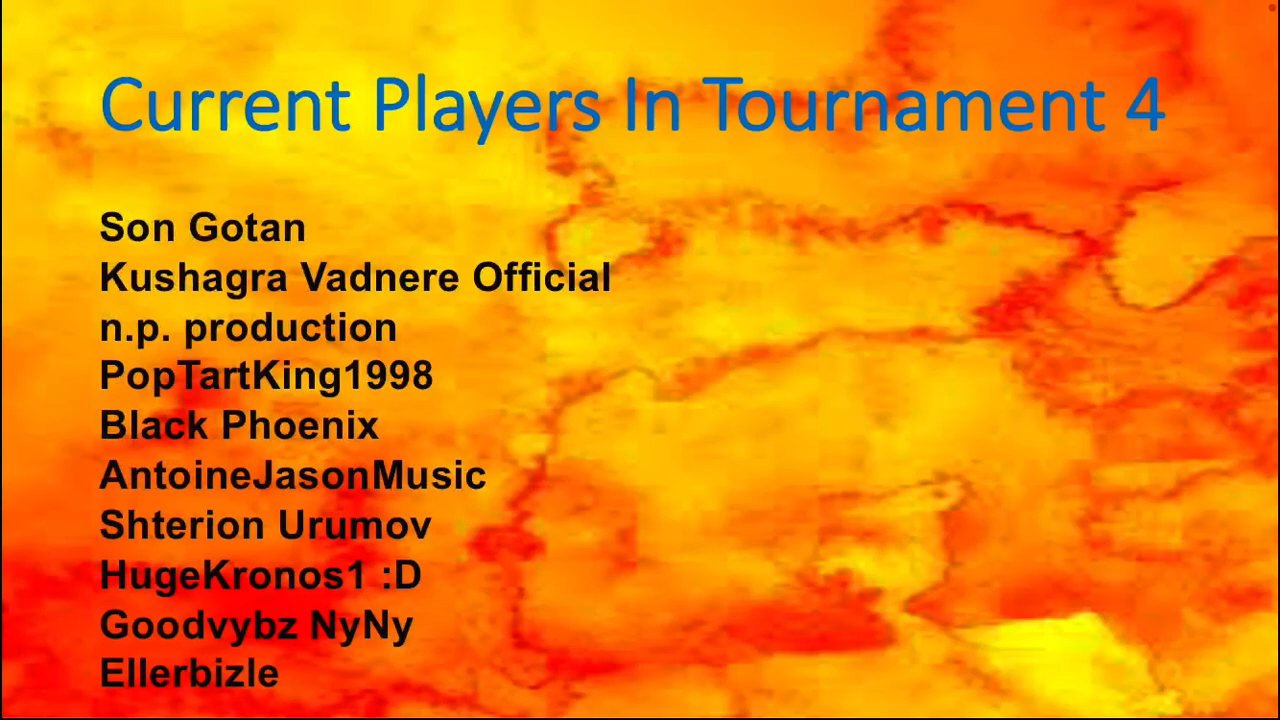 Current Players In Tournament 4
Son Gotan
Kushagra Vadnere Official
n.p. production
PopTartKing1998
Black Phoenix
AntoineJasonMusic
Shterion Urumov
HugeKronos1 :D
Goodvybz NyNy
Ellerbizle